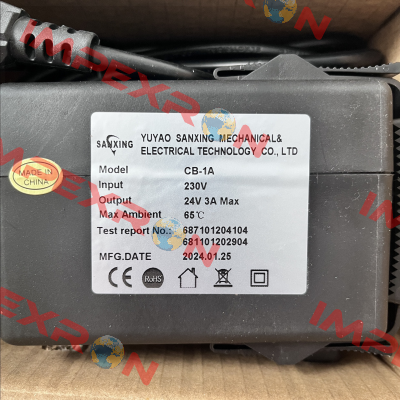 SANXING
YUYAO SANXING MECHANICAL&
ELECTRICAL TECHNOLOGY CO., LTD
Model CB-1A
Input 230V
Output 24V 3A Max
Max Ambient 65℃
Test report No.: 687101204104
681101202904
MFG.DATE 2024.01.25
CE RoHS
MADE IN
CHINA
IMPEXRON
IMPEXRON
IMPEXRON
IMPEXRON